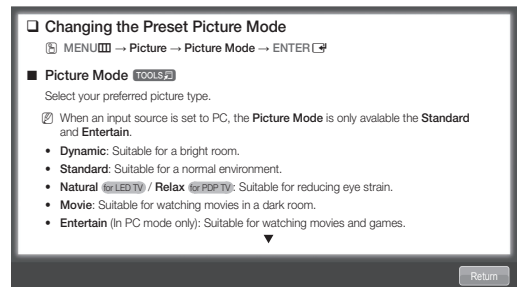 ❑ Changing the Preset Picture Mode
MENU → Picture → Picture Mode → ENTER
■ Picture Mode TOOLS
Select your preferred picture type.
When an input source is set to PC, the Picture Mode is only avalable the Standard
and Entertain.
• Dynamic: Suitable for a bright room.
• Standard: Suitable for a normal environment.
• Natural (for LED TV) / Relax (for PDP TV): Suitable for reducing eye strain.
• Movie: Suitable for watching movies in a dark room.
• Entertain (In PC mode only): Suitable for watching movies and games.
▼
Return